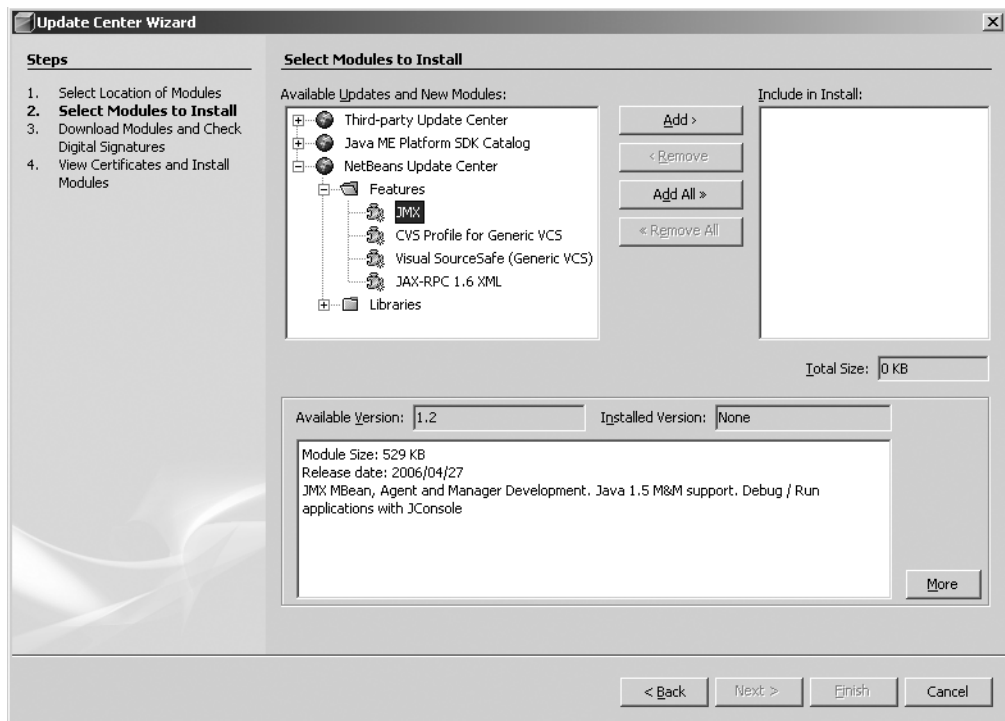 Update Center Wizard
Steps
1. Select Location of Modules
2. Select Modules to Install
3. Download Modules and Check
Digital Signatures
4. View Certificates and Install
Modules
Select Modules to Install
Available Updates and New Modules:
Third-party Update Center
Java ME Platform SDK Catalog
NetBeans Update Center
Features
JMX
CVS Profile for Generic VCS
Visual SourceSafe (Generic VCS)
JAX-RPC 1.6 XML
Libraries
Add >
< Remove
Add All »
« Remove All
Include in Install:
Total Size: 0 KB
Available Version: 1.2
Installed Version: None
Module Size: 529 KB
Release date: 2006/04/27
JMX MBean, Agent and Manager Development. Java 1.5 M&M support. Debug / Run
applications with JConsole
More
< Back
Next >
Finish
Cancel